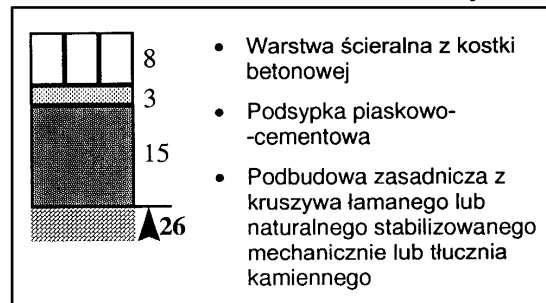 8
3
15
26
• Warstwa ścieralna z kostki
betonowej
• Podsypka piaskowo-
-cementowa
• Podbudowa zasadnicza z
kruszywa łamanego lub
naturalnego stabilizowanego
mechanicznie lub tłucznia
kamiennego